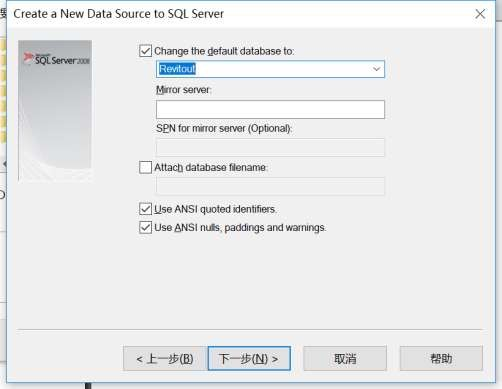 Create a New Data Source to SQL Server
Change the default database to:
Revitout
Mirror server:
SPN for mirror server (Optional):
Attach database filename:
Use ANSI quoted identifiers.
Use ANSI nulls, paddings and warnings.
Microsoft
SQL Server 2008
< 上一步(B)
下一步(N) >
取消
帮助